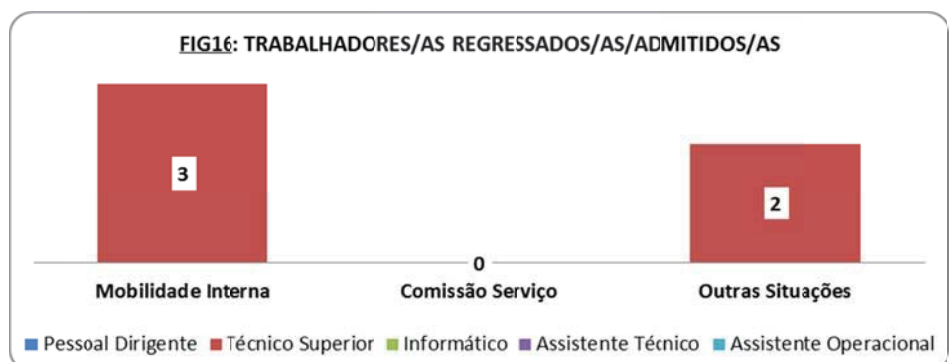 FIG16: TRABALHADORES/AS REGRESSADOS/AS/ADMITIDOS/AS
3
2
0
Mobilidade Interna Comissão Serviço Outras Situações
Pessoal Dirigente Técnico Superior Informático Assistente Técnico Assistente Operacional